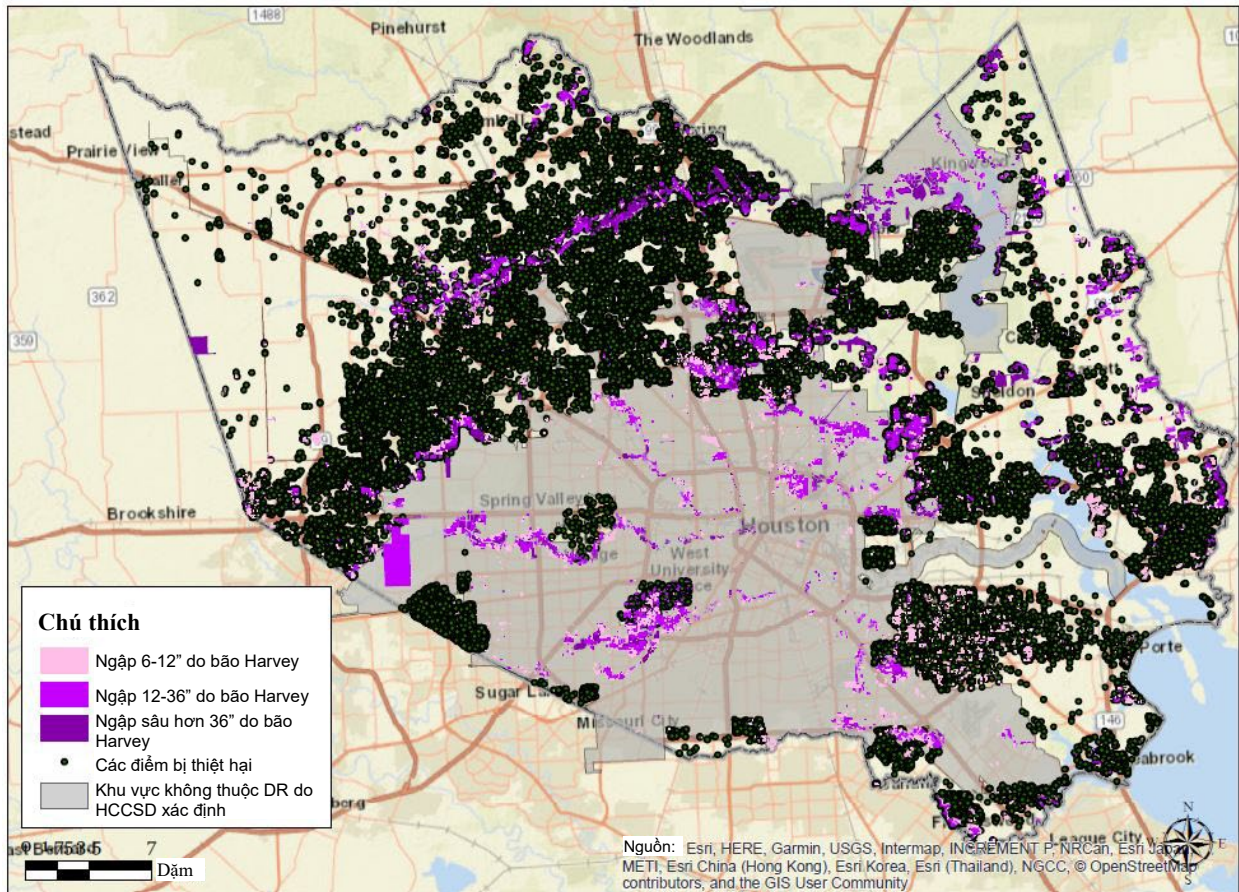 1488
Pinehurst
The Woodlands
Prairie View
Kingwood
362
359
Sheldon
Brookshire
Spring Valley
Houston
West
University
Missouri City
Porte
146
League City
Chú thích
Ngập 6-12” do bão Harvey
Ngập 12-36” do bão Harvey
Ngập sâu hơn 36” do bão
Harvey
Các điểm bị thiệt hại
Khu vực không thuộc DR do
HCCSD xác định
7
Dặm
N
E
S
Nguồn: Esri, HERE, Garmin, USGS, Intermap, INCREMENT P, NRCan, Esri Japan,
METI, Esri China (Hong Kong), Esri Korea, Esri (Thailand), NGCC, © OpenStreetMap
contributors, and the GIS User Community